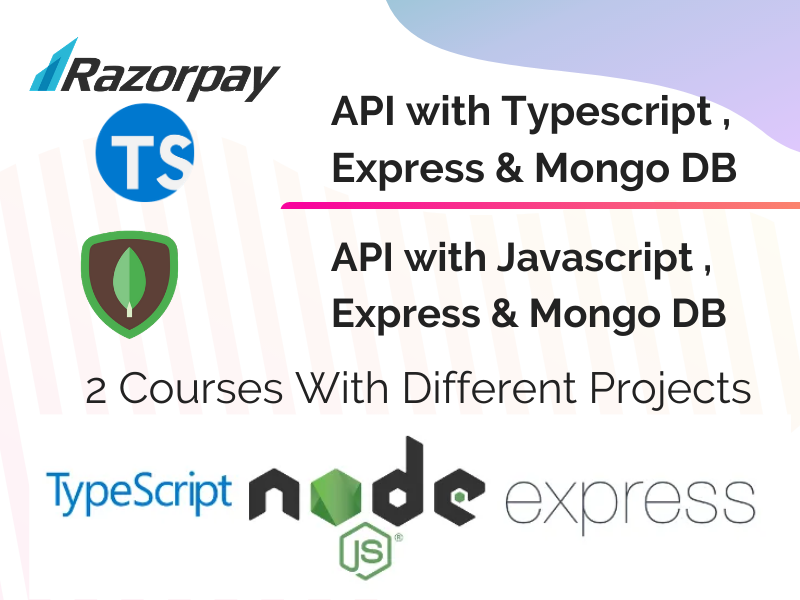 Razorpay
TS
API with Typescript ,
Express & Mongo DB
API with Javascript ,
Express & Mongo DB
2 Courses With Different Projects
TypeScript
node
JS
®
express